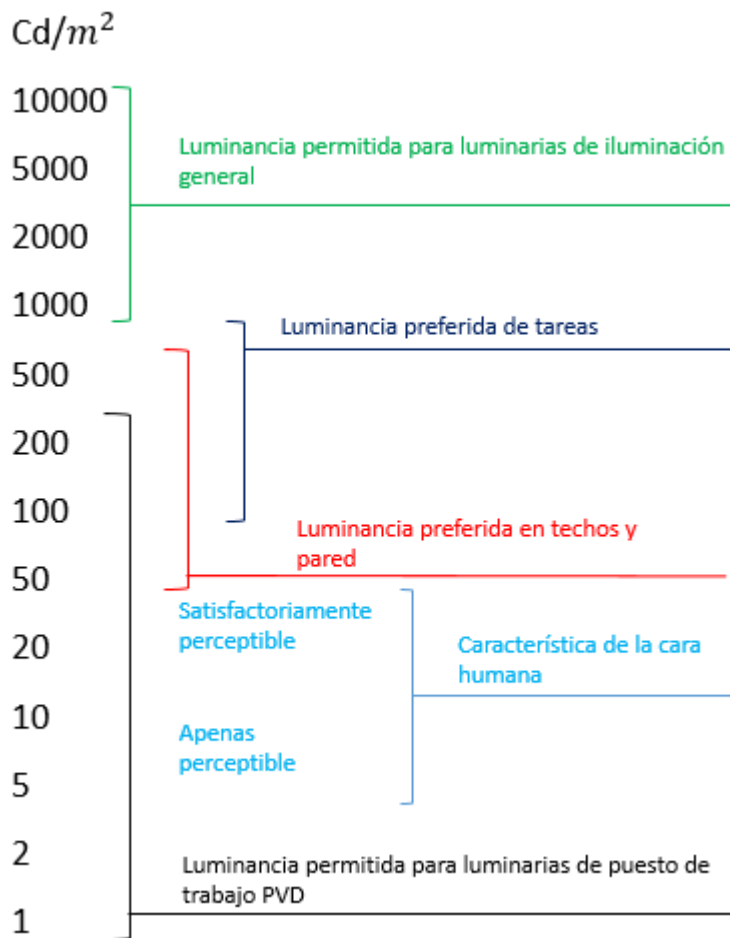 Cd/m²
10000
Luminancia permitida para luminarias de iluminación
general
5000
2000
1000
Luminancia preferida de tareas
500
200
100
Luminancia preferida en techos y
pared
50
Satisfactoriamente
perceptible
20
Característica de la cara
humana
10
Apenas
perceptible
5
2
Luminancia permitida para luminarias de puesto de
trabajo PVD
1